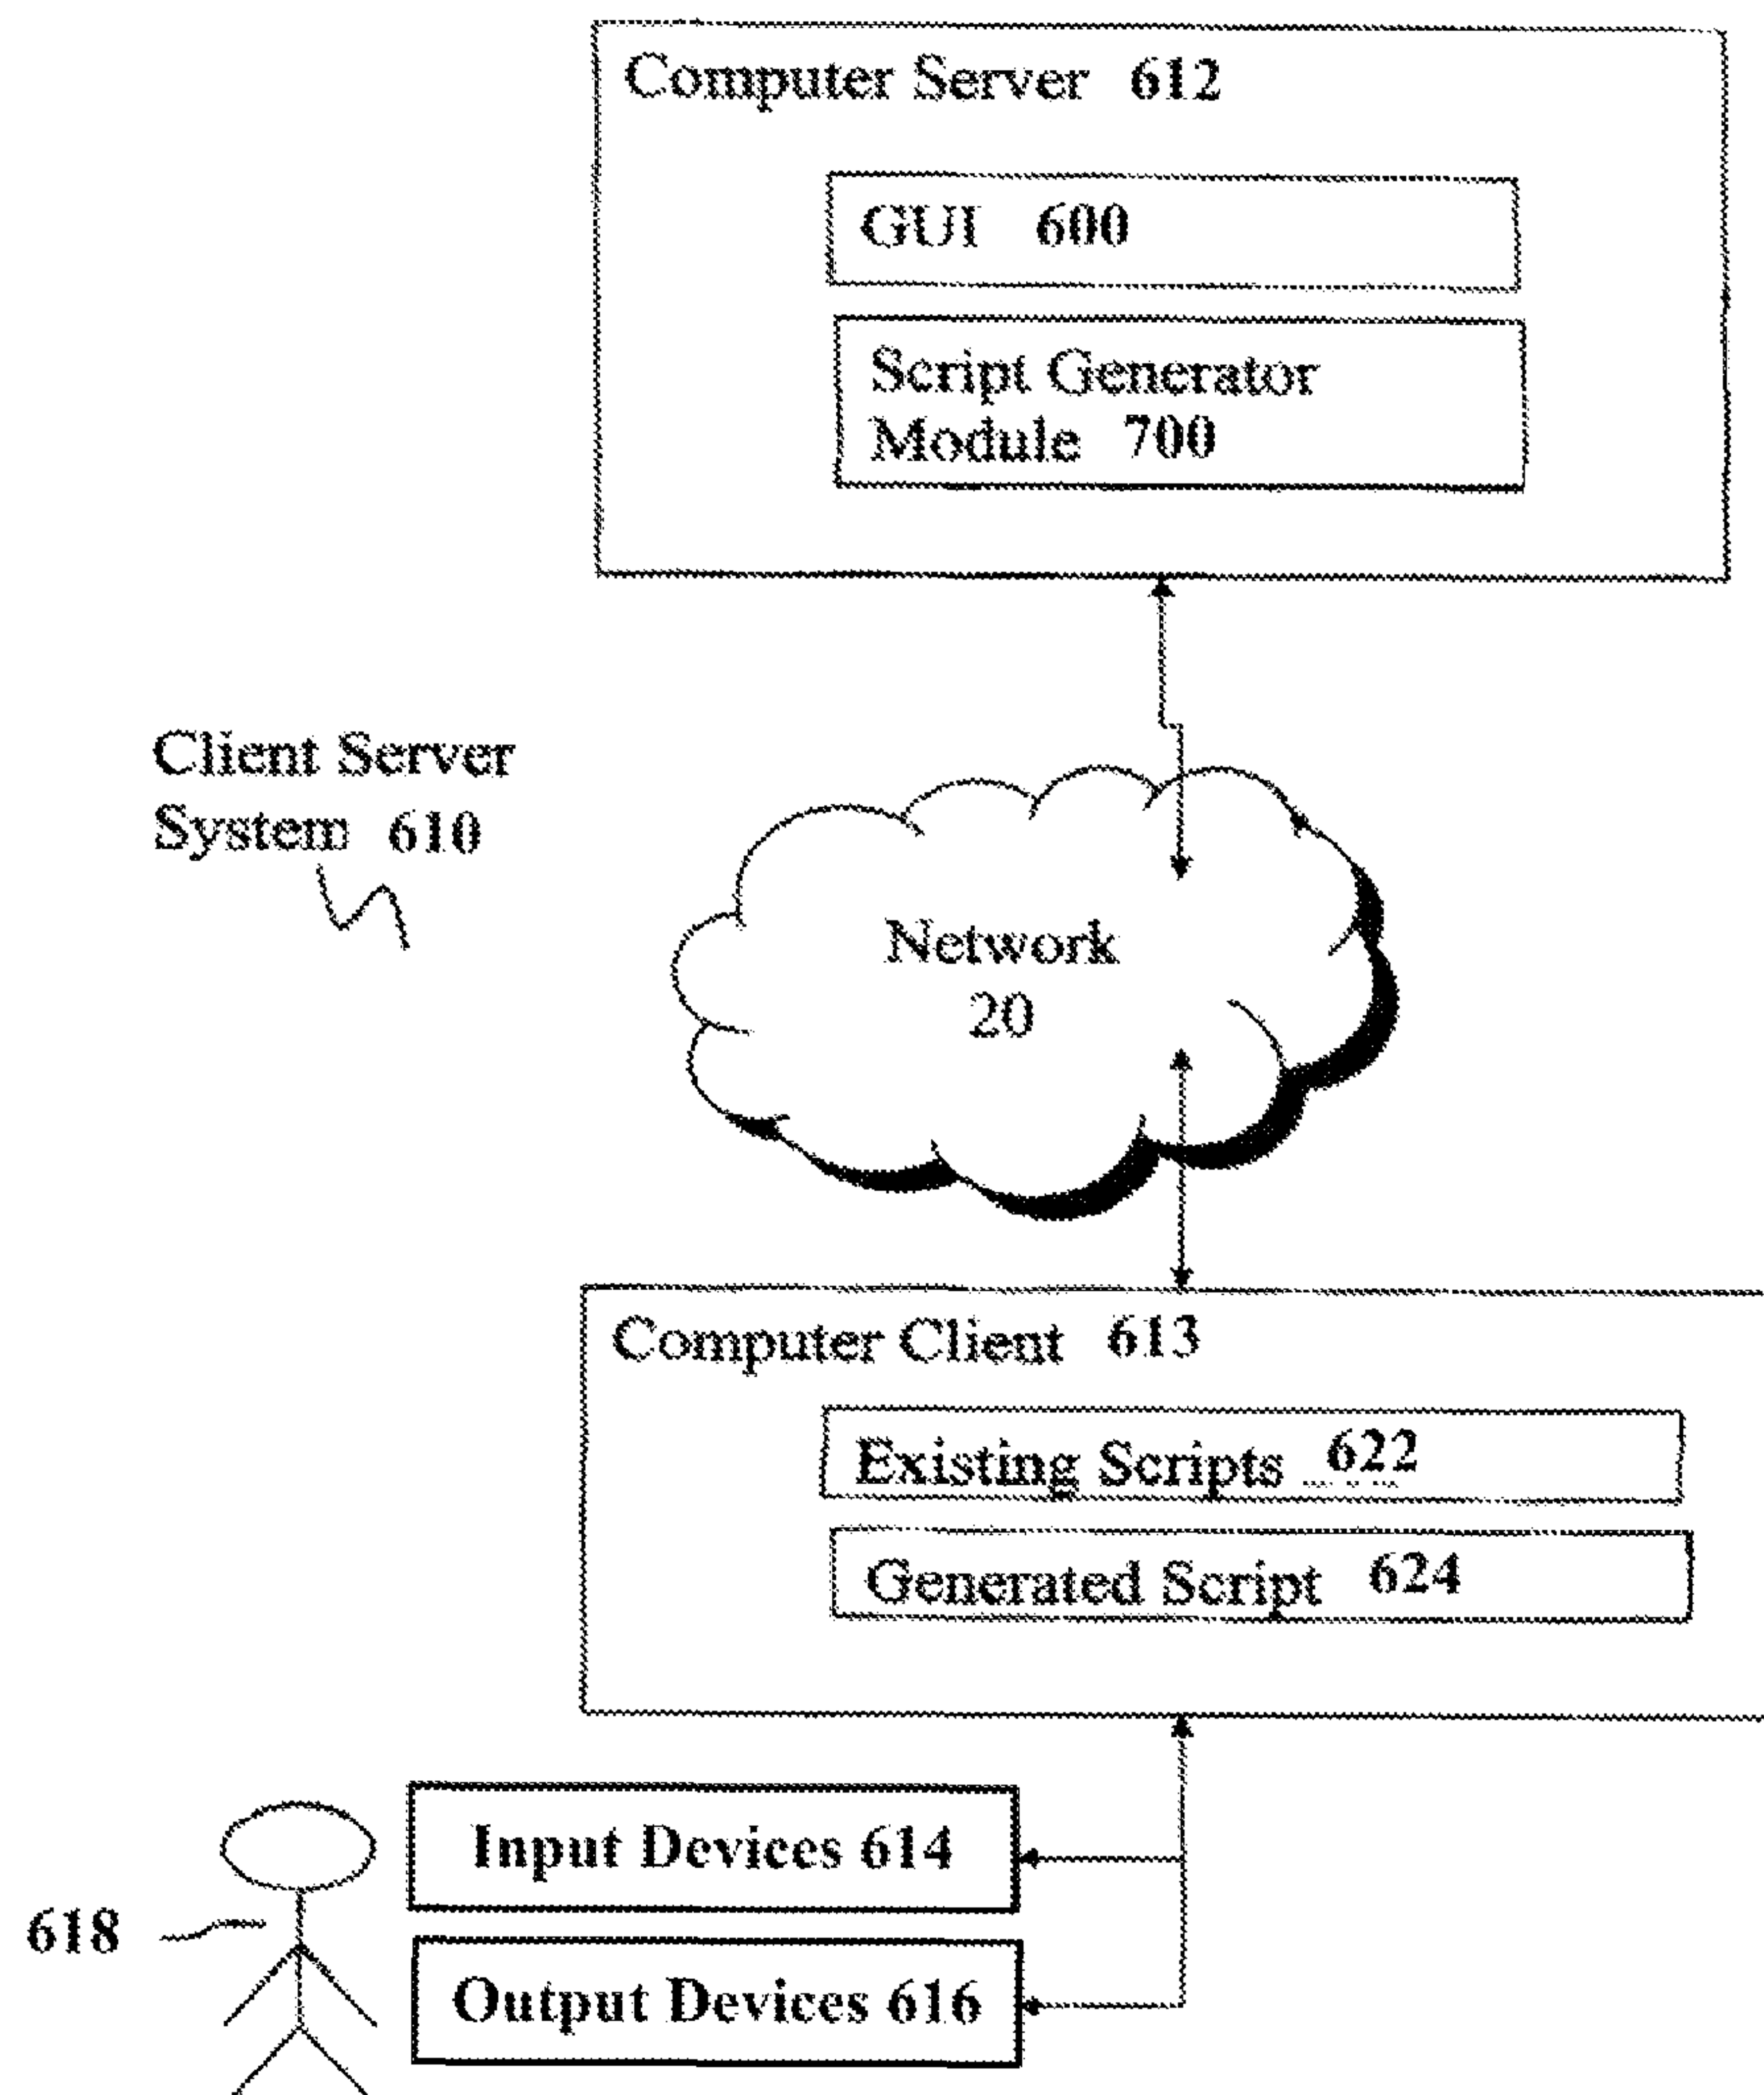 Computer Server 612
GUI 600
Script Generator
Module 700
Client Server
System 610
Network
20
Computer Client 613
Existing Scripts 622
Generated Script 624
Input Devices 614
618
Output Devices 616